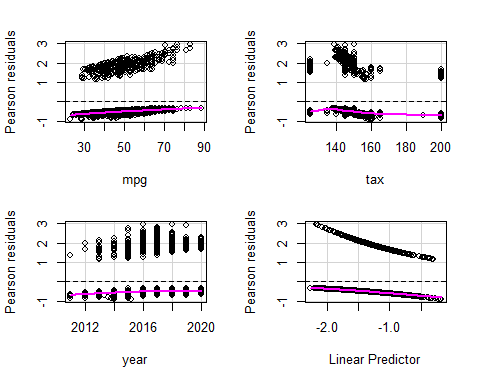 Pearson residuals
-1 1 2 3
30 50 70 90
mpg
Pearson residuals
-1 1 2 3
140 160 180 200
tax
Pearson residuals
-1 1 2 3
2012 2016 2020
year
Pearson residuals
-1 1 2 3
-2.0 -1.0
Linear Predictor